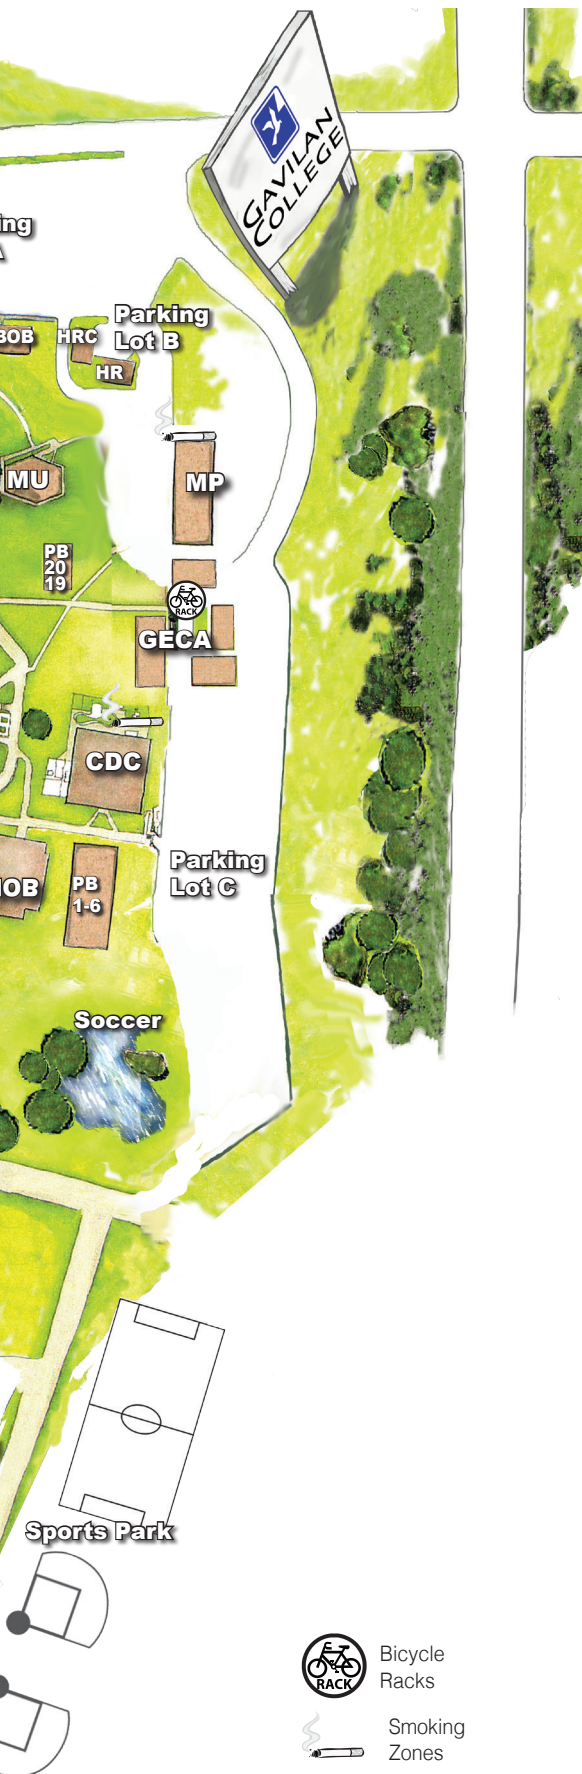 GAVILAN
COLLEGE
ing
Parking
Lot B
BOB
HRC
HR
MU
MP
PB
20
19
RACK
GECA
CDC
Parking
Lot C
IOB
PB
1-6
Soccer
Sports Park
RACK
Bicycle
Racks
Smoking
Zones